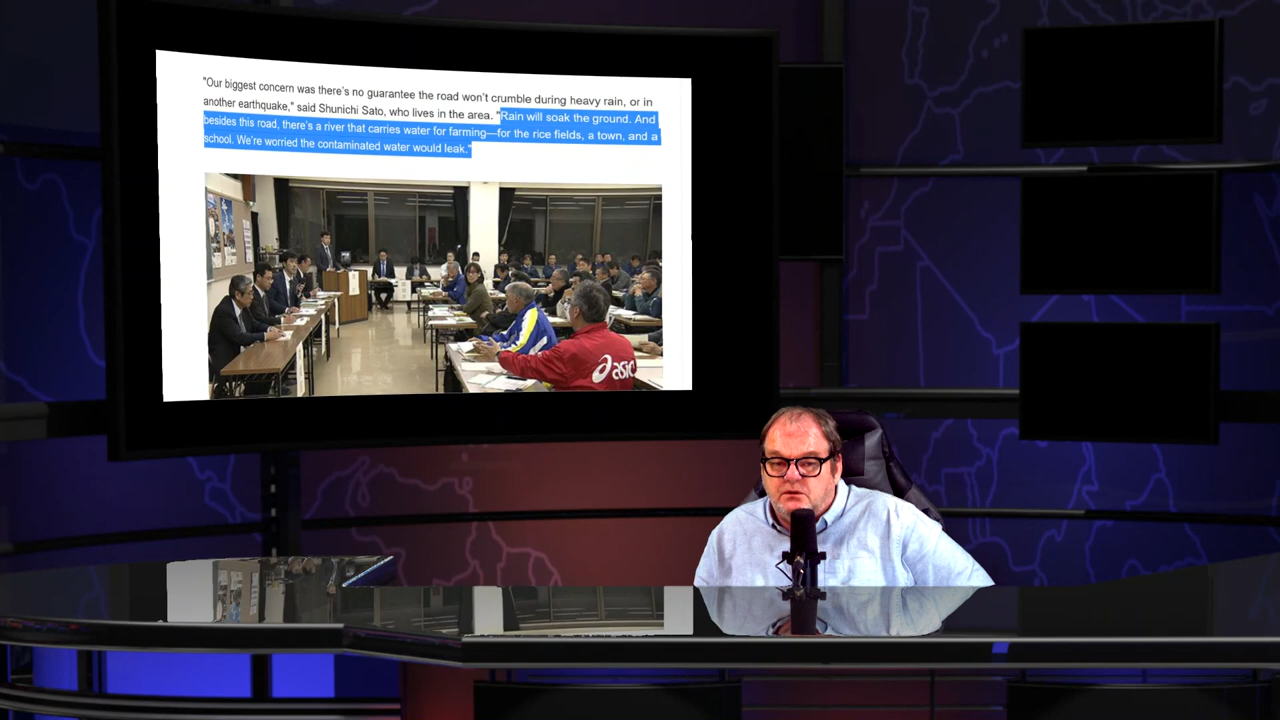 "Our biggest concern was there's no guarantee the road won't crumble during heavy rain, or in
another earthquake," said Shunichi Sato, who lives in the area. "Rain will soak the ground. And
besides this road, there's a river that carries water for farming—for the rice fields, a town, and a
school. We're worried the contaminated water would leak."
asics